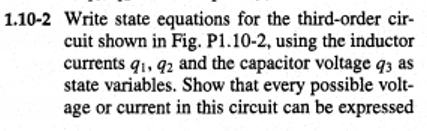 1.10-2 Write state equations for the third-order cir-
cuit shown in Fig. P1.10-2, using the inductor
currents q1, q2 and the capacitor voltage q3 as
state variables. Show that every possible volt-
age or current in this circuit can be expressed